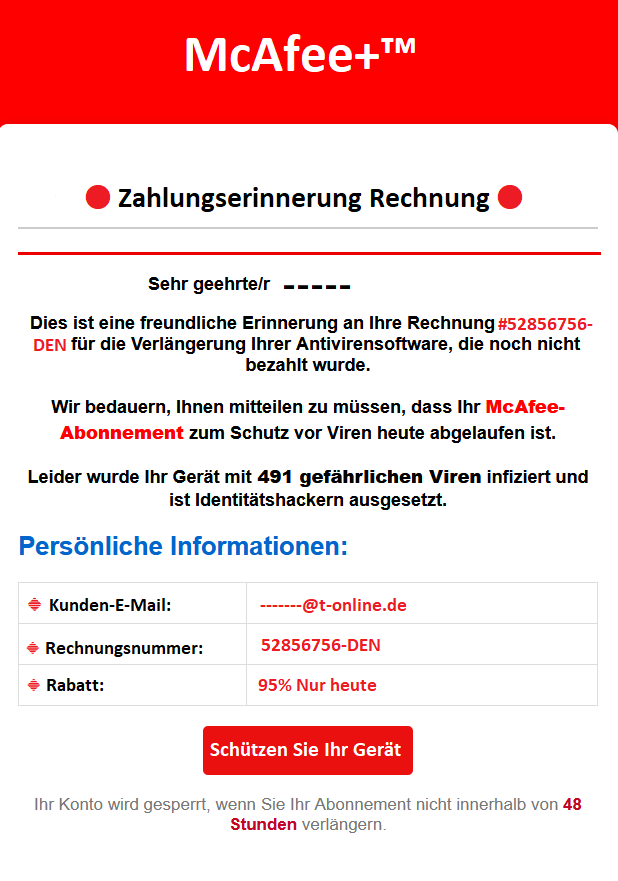 McAfee+™
Zahlungserinnerung Rechnung
Sehr geehrte/r -----
Dies ist eine freundliche Erinnerung an Ihre Rechnung #52856756-
DEN für die Verlängerung Ihrer Antivirensoftware, die noch nicht
bezahlt wurde.
Wir bedauern, Ihnen mitteilen zu müssen, dass Ihr McAfee-
Abonnement zum Schutz vor Viren heute abgelaufen ist.
Leider wurde Ihr Gerät mit 491 gefährlichen Viren infiziert und
ist Identitätshackern ausgesetzt.
Persönliche Informationen:
Kunden-E-Mail: -------@t-online.de
Rechnungsnummer: 52856756-DEN
Rabatt: 95% Nur heute
Schützen Sie Ihr Gerät
Ihr Konto wird gesperrt, wenn Sie Ihr Abonnement nicht innerhalb von 48
Stunden verlängern.